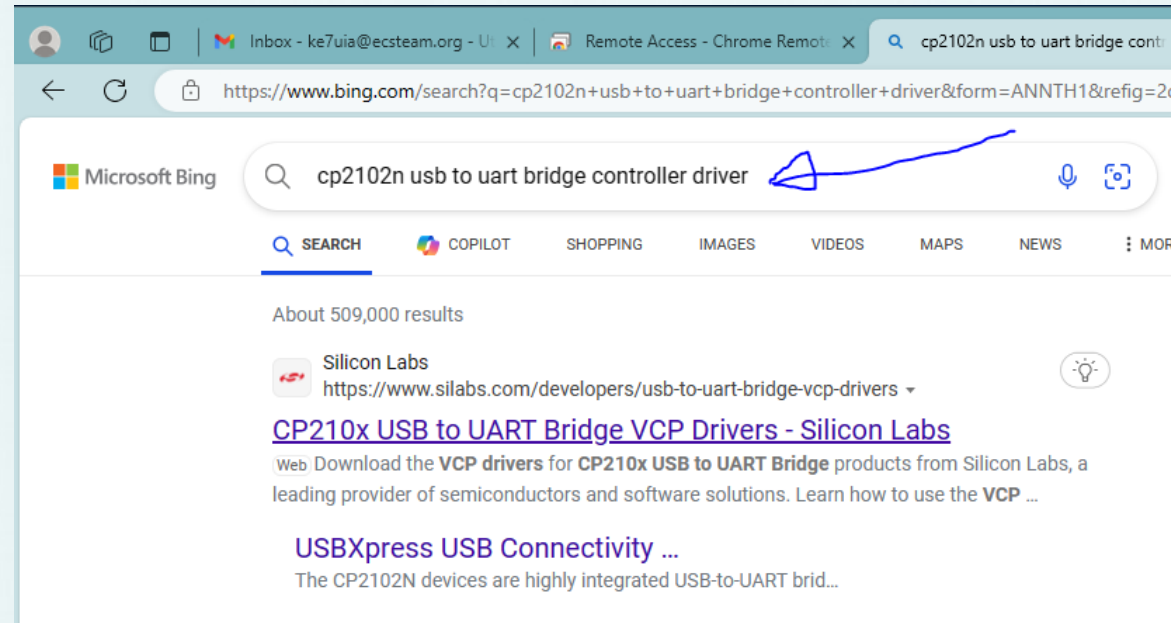 Inbox - ke7uia@ecsteam.org - Ut
Remote Access - Chrome Remote
cp2102n usb to uart bridge contr
https://www.bing.com/search?q=cp2102n+usb+to+uart+bridge+controller+driver&form=ANNTH1&refig=2
Microsoft Bing
cp2102n usb to uart bridge controller driver
SEARCH COPILOT SHOPPING IMAGES VIDEOS MAPS NEWS MOR
About 509,000 results
Silicon Labs
https://www.silabs.com/developers/usb-to-uart-bridge-vcp-drivers
CP210x USB to UART Bridge VCP Drivers - Silicon Labs
Web Download the VCP drivers for CP210x USB to UART Bridge products from Silicon Labs, a
leading provider of semiconductors and software solutions. Learn how to use the VCP ...
USBXpress USB Connectivity ...
The CP2102N devices are highly integrated USB-to-UART brid...